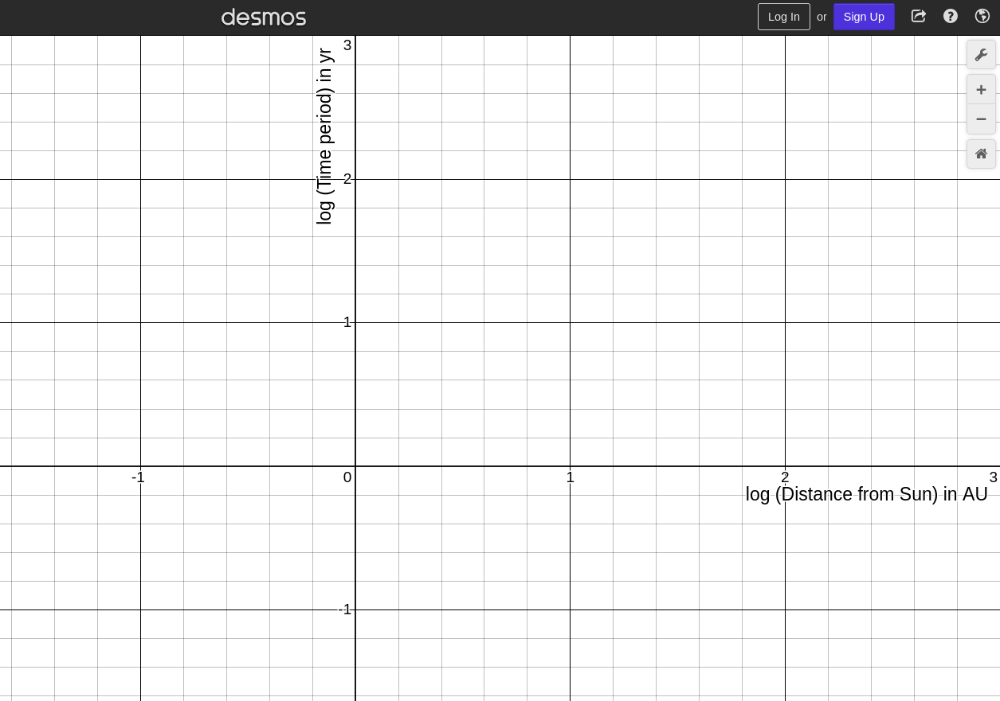 desmos
Log In or Sign Up
log (Time period) in yr
3
2
1
-1
0
1
2
3
log (Distance from Sun) in AU
-1